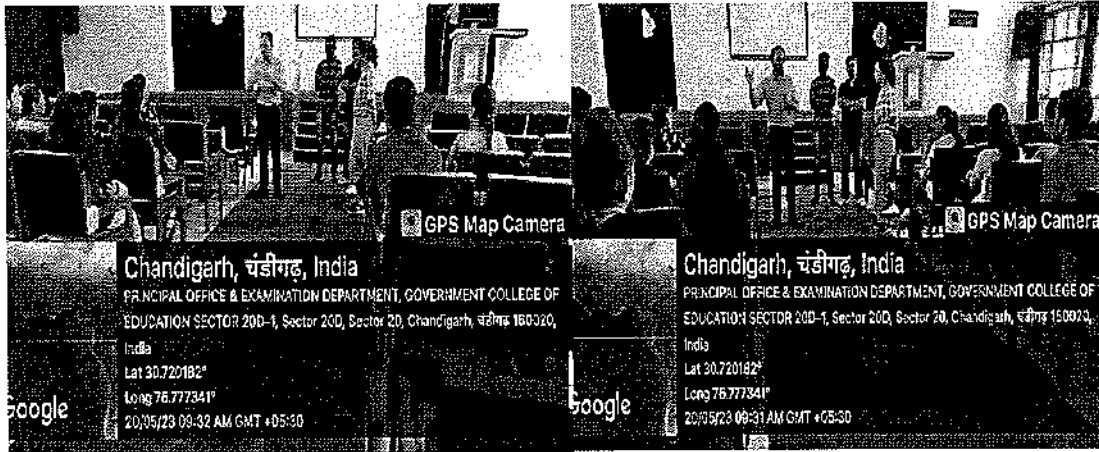 GPS Map Camera
Chandigarh, चंडीगढ़, India
PRINCIPAL OFFICE & EXAMINATION DEPARTMENT, GOVERNMENT COLLEGE OF
EDUCATION SECTOR 20D-1, Sector 20D, Sector 20, Chandigarh, चंडीगढ़ 160020,
India
Lat 30.720182°
Long 76.777341°
20/05/23 09:32 AM GMT +05:30
Google
GPS Map Camera
Chandigarh, चंडीगढ़, India
PRINCIPAL OFFICE & EXAMINATION DEPARTMENT, GOVERNMENT COLLEGE OF
EDUCATION SECTOR 20D-1, Sector 20D, Sector 20, Chandigarh, चंडीगढ़ 160020,
India
Lat 30.720182°
Long 76.777341°
20/05/23 09:31 AM GMT +05:30
Google